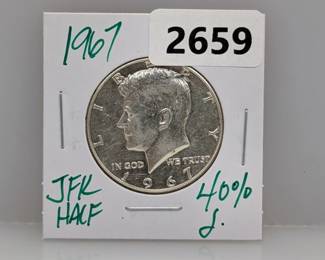 1967
2659
LIBERTY
IN GOD WE TRUST
1967
JFK
HALF
40%
S.